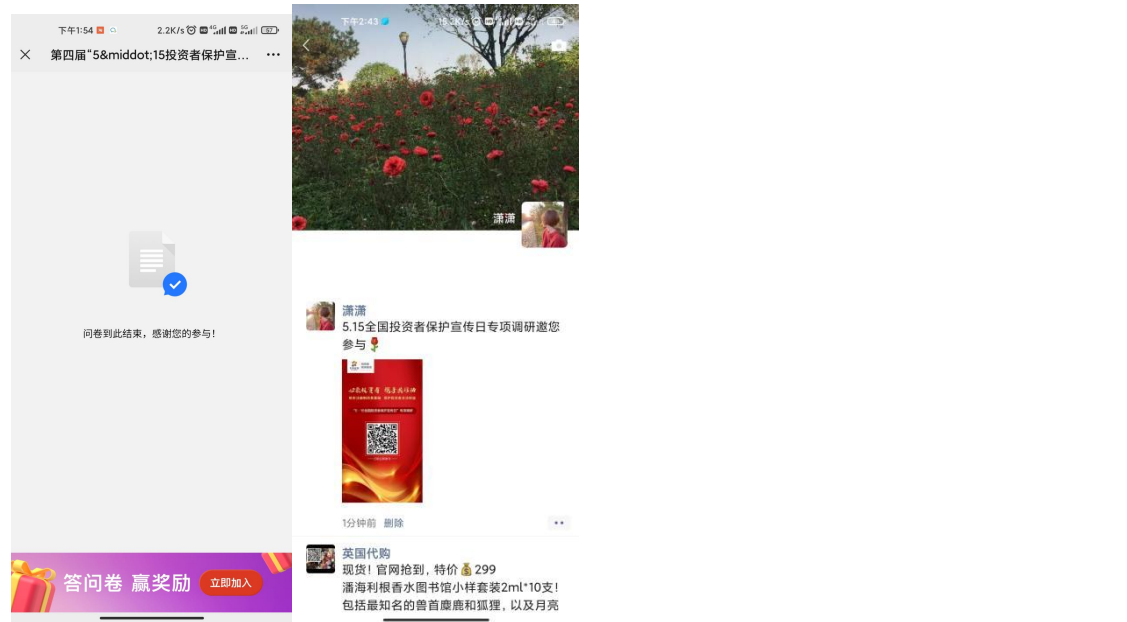 下午1:54
2.2K/s
4G
5G
57
第四届“5&middot;15投资者保护宣...
问卷到此结束，感谢您的参与！
答问卷 赢奖励
立即加入
下午2:43
潇潇
潇潇
5.15全国投资者保护宣传日专项调研邀您
参与
1分钟前 删除
英国代购
现货！官网抢到，特价💰299
潘海利根香水图书馆小样套装2ml*10支！
包括最知名的兽首麋鹿和狐狸，以及月亮